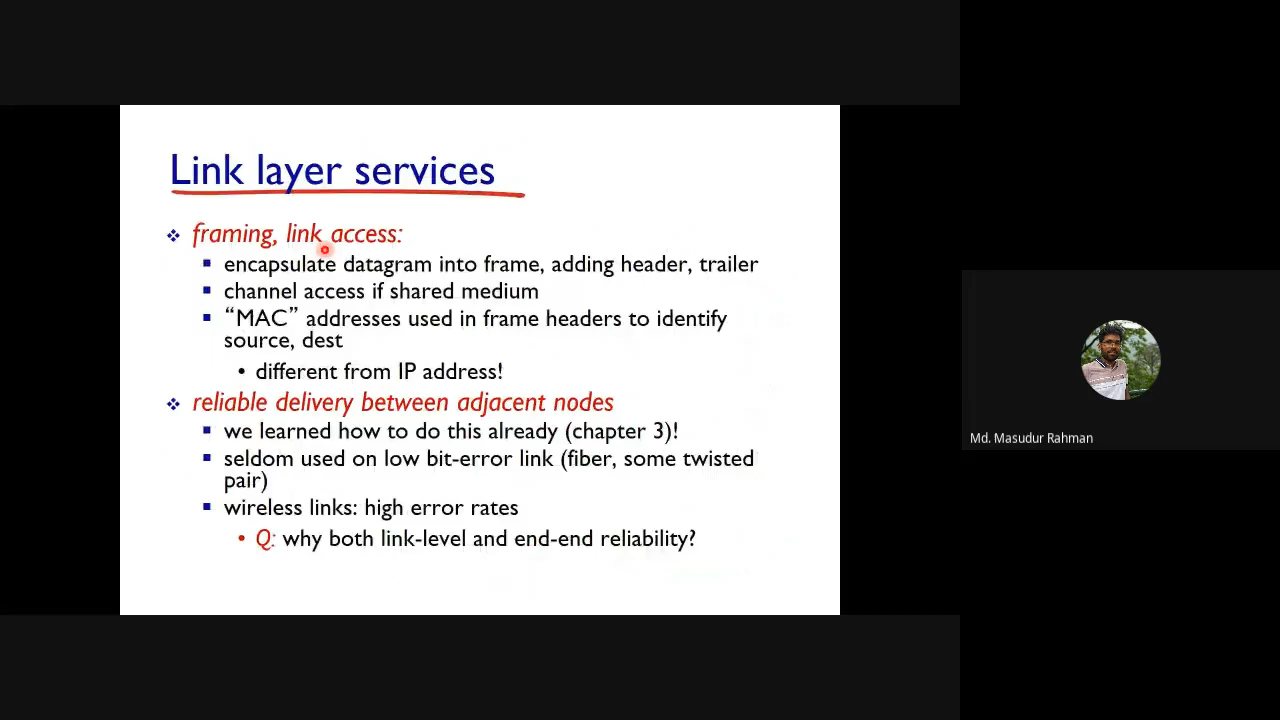 Link layer services
framing, link access:
encapsulate datagram into frame, adding header, trailer
channel access if shared medium
“MAC” addresses used in frame headers to identify
source, dest
• different from IP address!
reliable delivery between adjacent nodes
we learned how to do this already (chapter 3)!
seldom used on low bit-error link (fiber, some twisted
pair)
wireless links: high error rates
• Q: why both link-level and end-end reliability?
Md. Masudur Rahman